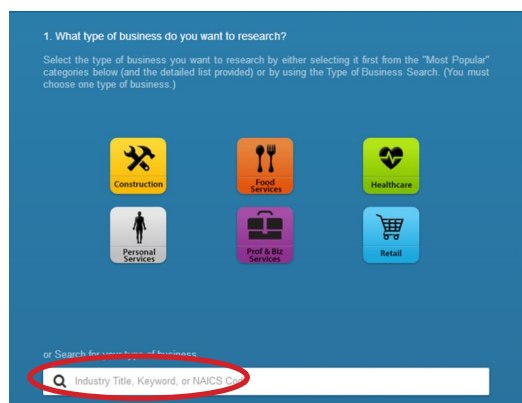 1. What type of business do you want to research?
Select the type of business you want to research by either selecting it first from the "Most Popular"
categories below (and the detailed list provided) or by using the Type of Business Search. (You must
choose one type of business.)
Construction
Food
Services
Healthcare
Personal
Services
Prof & Biz
Services
Retail
or Search for your type of business
Industry Title, Keyword, or NAICS